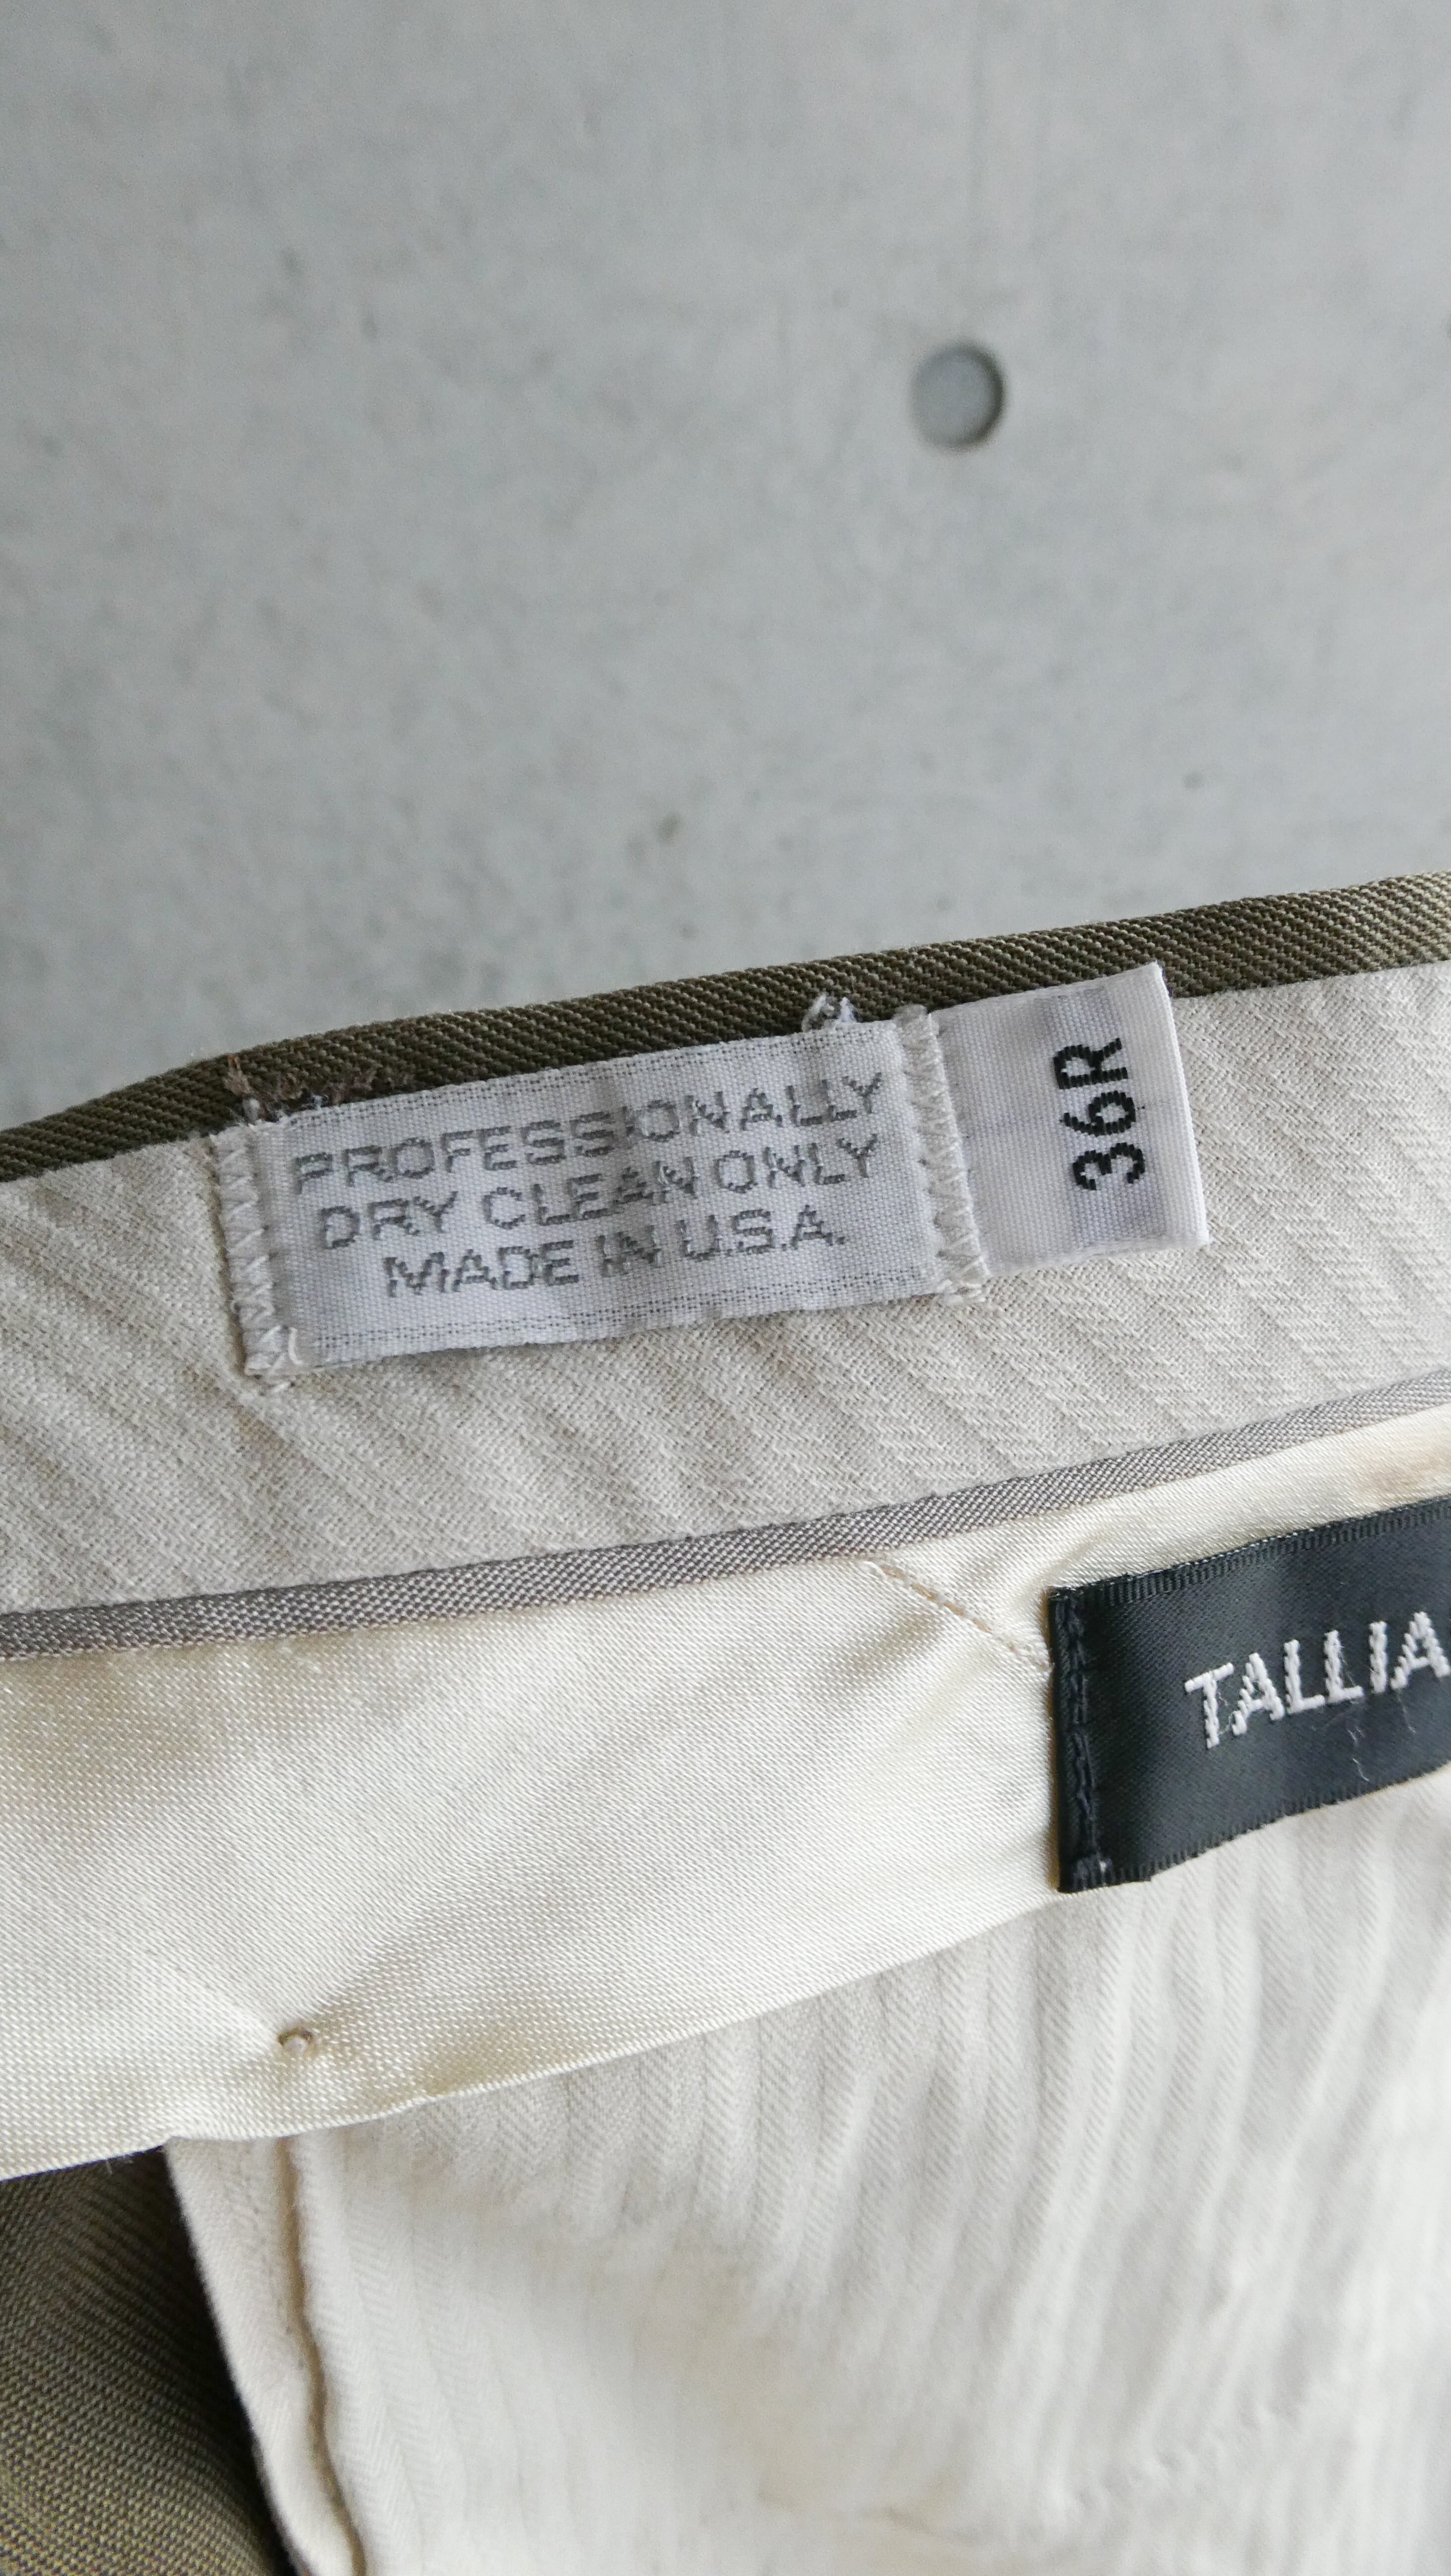 PROFESSIONALLY
DRY CLEAN ONLY
MADE IN U.S.A.
36R
TALLIA